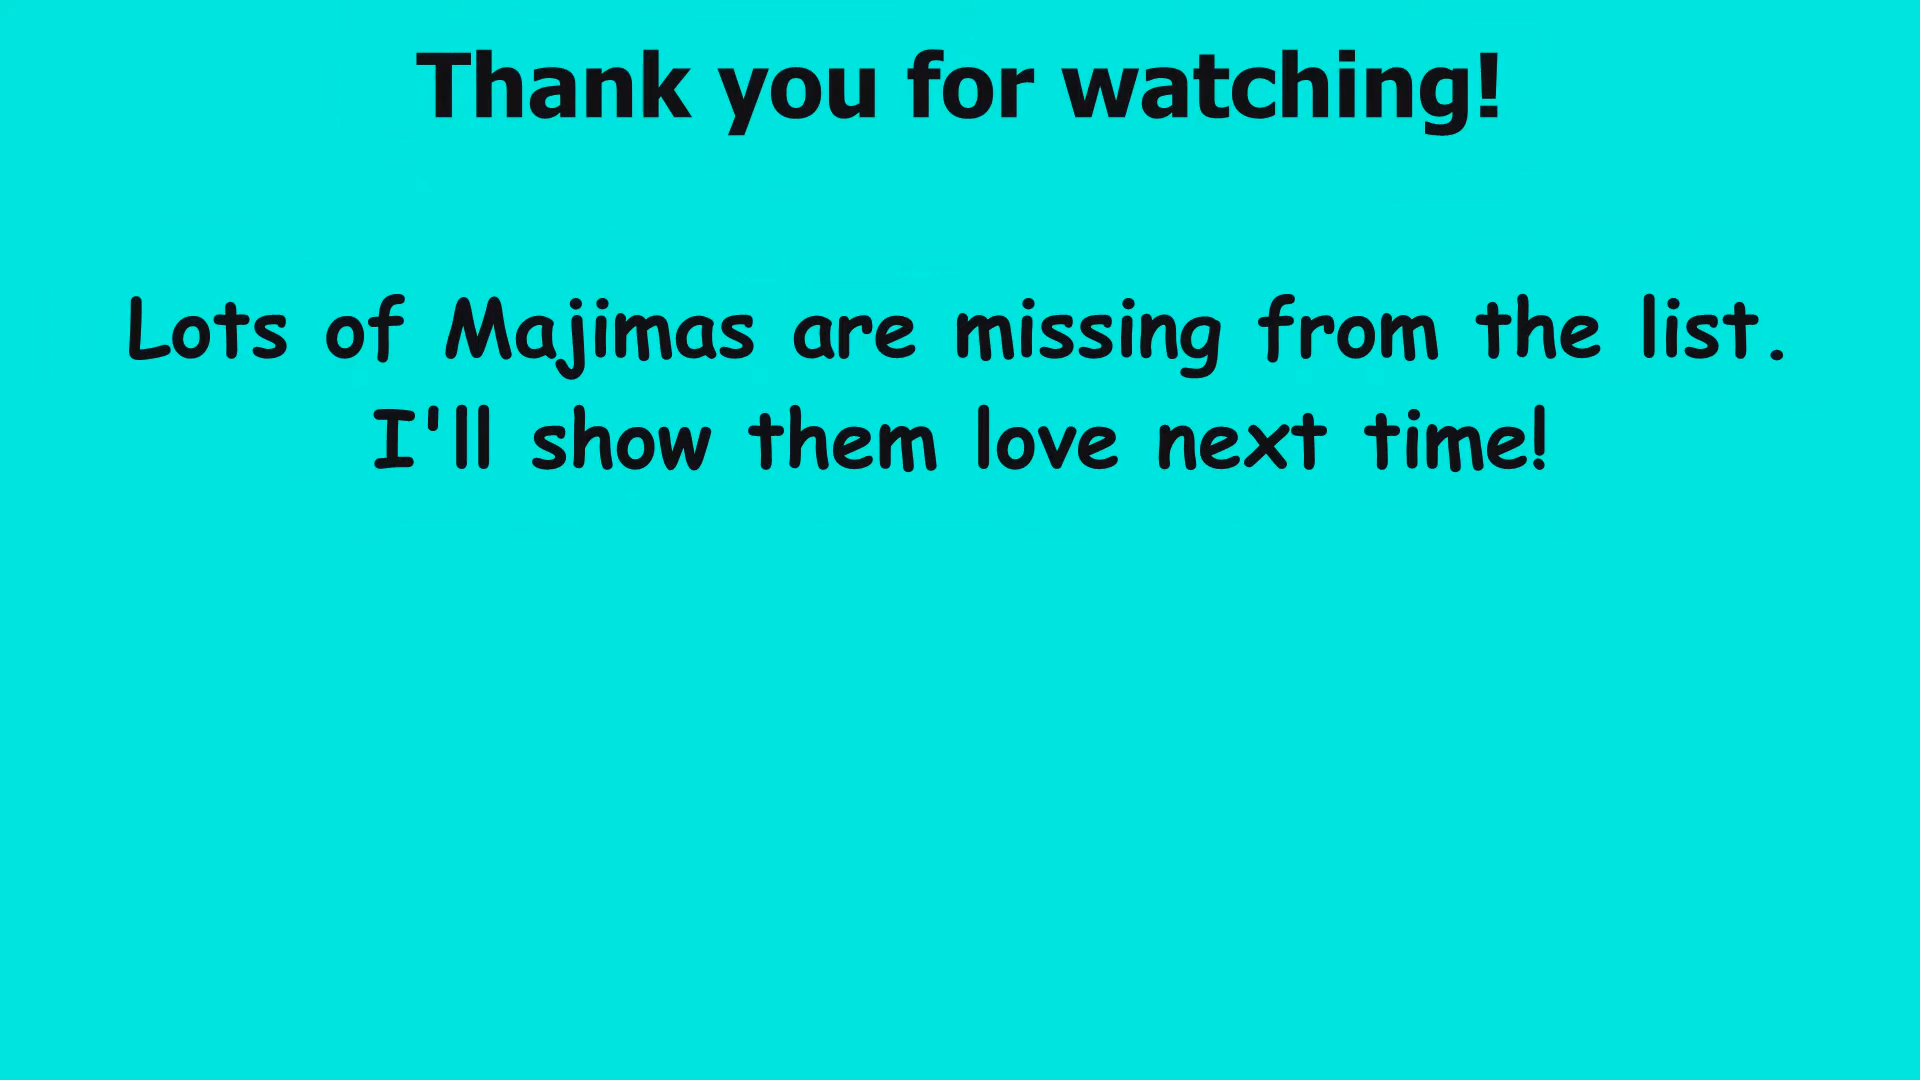 Thank you for watching!
Lots of Majimas are missing from the list.
I'll show them love next time!